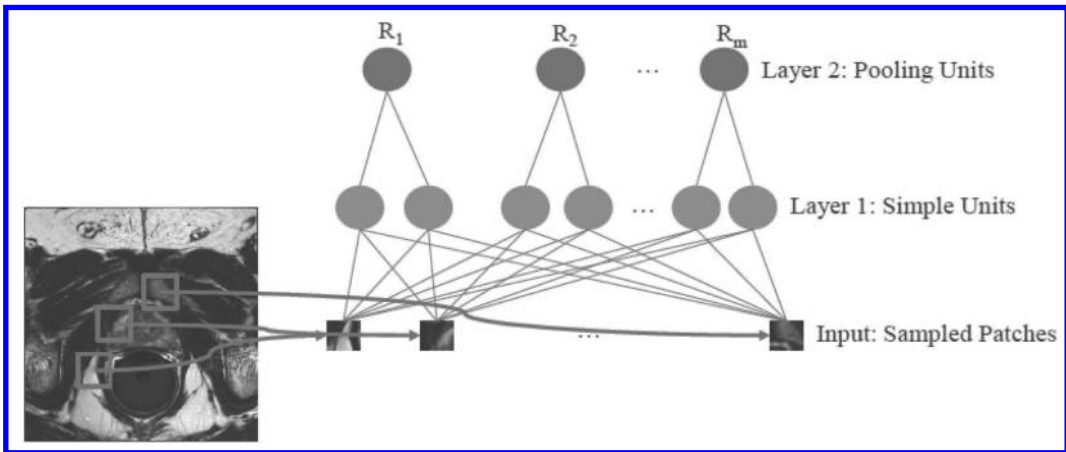 R1 R2 Rm
... Layer 2: Pooling Units
... Layer 1: Simple Units
... Input: Sampled Patches